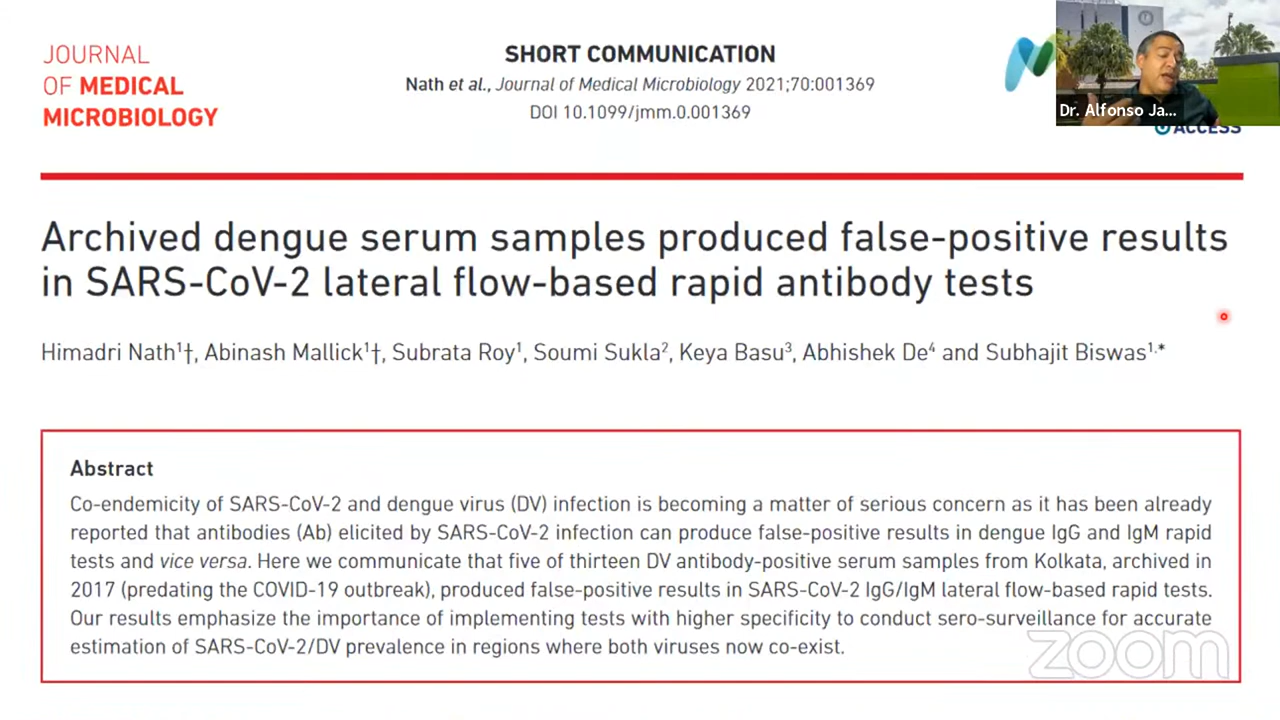 JOURNAL
OF MEDICAL
MICROBIOLOGY
SHORT COMMUNICATION
Nath et al., Journal of Medical Microbiology 2021;70:001369
DOI 10.1099/jmm.0.001369
Dr. Alfonso Ja...
ACCESS
Archived dengue serum samples produced false-positive results
in SARS-CoV-2 lateral flow-based rapid antibody tests
Himadri Nath¹†, Abinash Mallick¹†, Subrata Roy¹, Soumi Sukla², Keya Basu³, Abhishek De⁴ and Subhajit Biswas¹·*
Abstract
Co-endemicity of SARS-CoV-2 and dengue virus (DV) infection is becoming a matter of serious concern as it has been already
reported that antibodies (Ab) elicited by SARS-CoV-2 infection can produce false-positive results in dengue IgG and IgM rapid
tests and vice versa. Here we communicate that five of thirteen DV antibody-positive serum samples from Kolkata, archived in
2017 (predating the COVID-19 outbreak), produced false-positive results in SARS-CoV-2 IgG/IgM lateral flow-based rapid tests.
Our results emphasize the importance of implementing tests with higher specificity to conduct sero-surveillance for accurate
estimation of SARS-CoV-2/DV prevalence in regions where both viruses now co-exist.
zoom